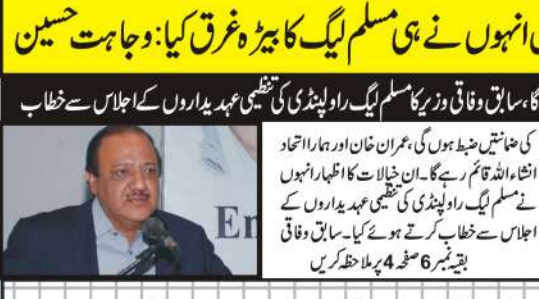 انہوں نے ہی مسلم لیگ کا بیڑہ غرق کیا: وجاہت حسین
گا، سابق وفاقی وزیر کا مسلم لیگ راولپنڈی کی تنظیمی عہدیداروں کے اجلاس سے خطاب
کی ضمانتیں ضبط ہوں گی، عمران خان اور ہمارا اتحاد
انشاء اللہ قائم رہے گا۔ ان خیالات کا اظہار انہوں
نے مسلم لیگ راولپنڈی کی تنظیمی عہدیداروں کے
اجلاس سے خطاب کرتے ہوئے کیا۔ سابق وفاقی
بقیہ نمبر 6 صفحہ 4 پر ملاحظہ کریں
En